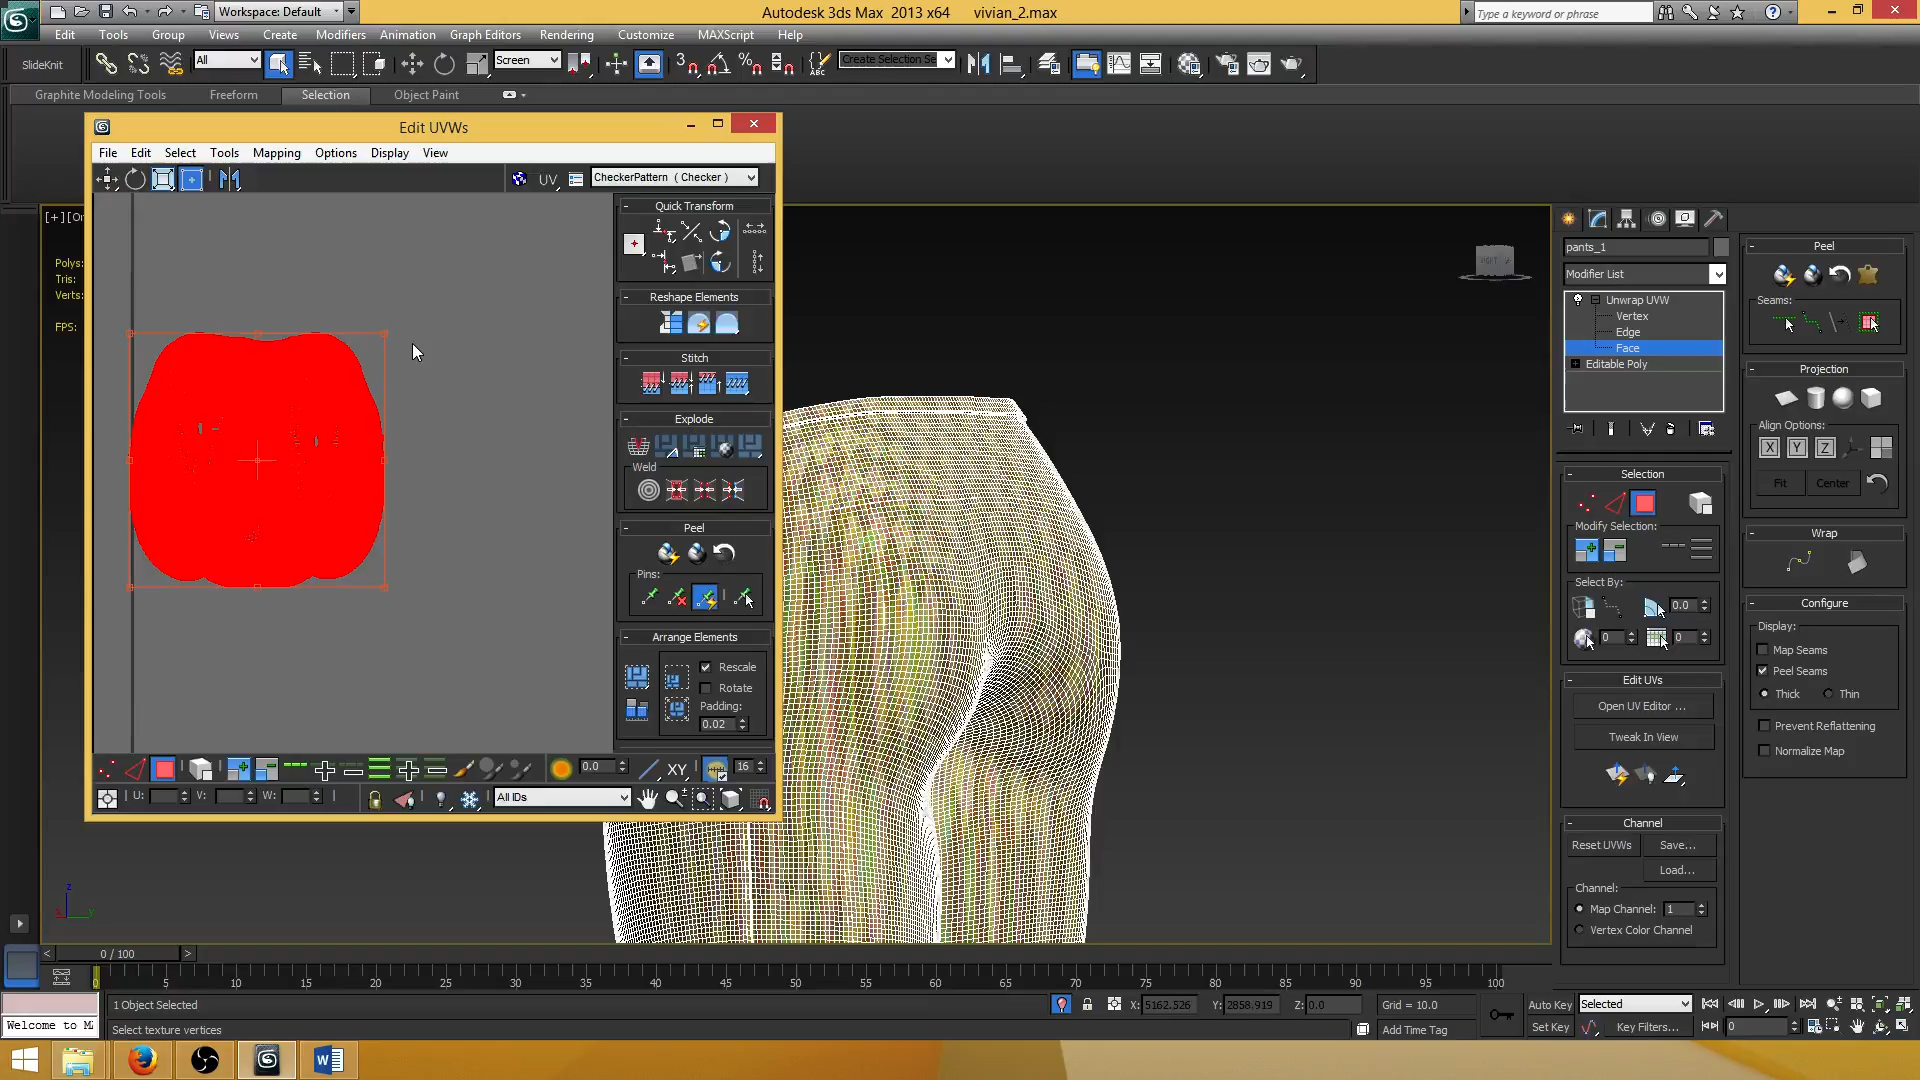 Workspace: Default
Autodesk 3ds Max 2013 x64 vivian_2.max
Type a keyword or phrase
Edit Tools Group Views Create Modifiers Animation Graph Editors Rendering Customize MAXScript Help
SlideKnit
All
Screen
Create Selection Se
Graphite Modeling Tools Freeform Selection Object Paint
Edit UVWs
File Edit Select Tools Mapping Options Display View
UV CheckerPattern ( Checker )
[+][Or
Polys:
Tris:
Verts:
FPS:
Quick Transform
Reshape Elements
Stitch
Explode
Weld
Peel
Pins:
Arrange Elements
Rescale
Rotate
Padding:
0.02
0.0
XY
16
U: V: W:
All IDs
pants_1
Modifier List
Unwrap UVW
Vertex
Edge
Face
Editable Poly
Selection
Modify Selection:
Select By:
0.0
0
0
Edit UVs
Open UV Editor ...
Tweak In View
Channel
Reset UVWs Save...
Load...
Channel:
Map Channel: 1
Vertex Color Channel
Peel
Seams:
Projection
Align Options:
X Y Z
Fit Center
Wrap
Configure
Display:
Map Seams
Peel Seams
Thick Thin
Prevent Reflattening
Normalize Map
z
y
< 0 / 100 >
0 5 10 15 20 25 30 35 40 45 50 55 60 65 70 75 80 85 90 95 100
1 Object Selected
X: 5162.526 Y: 2858.919 Z: 0.0 Grid = 10.0
Auto Key Selected
Welcome to M
Select texture vertices
Add Time Tag
Set Key Key Filters... 0